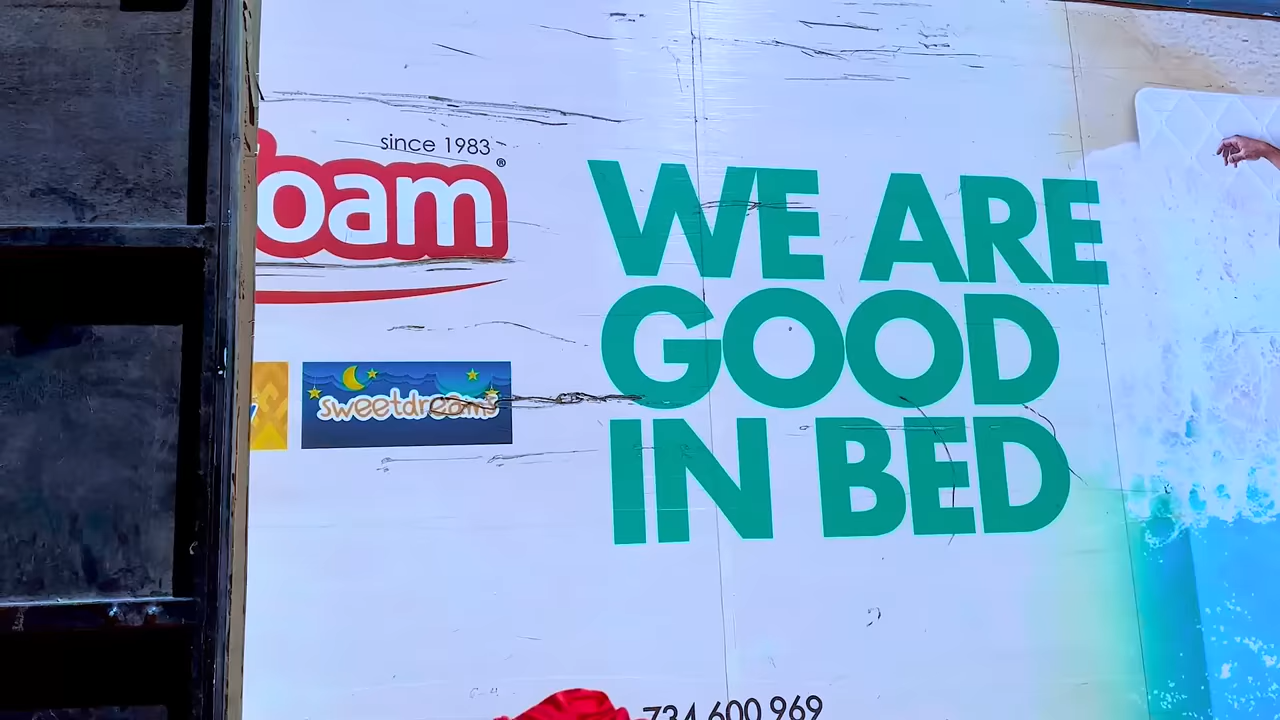 since 1983
oam®
sweetdreams
WE ARE
GOOD
IN BED
734 600 969